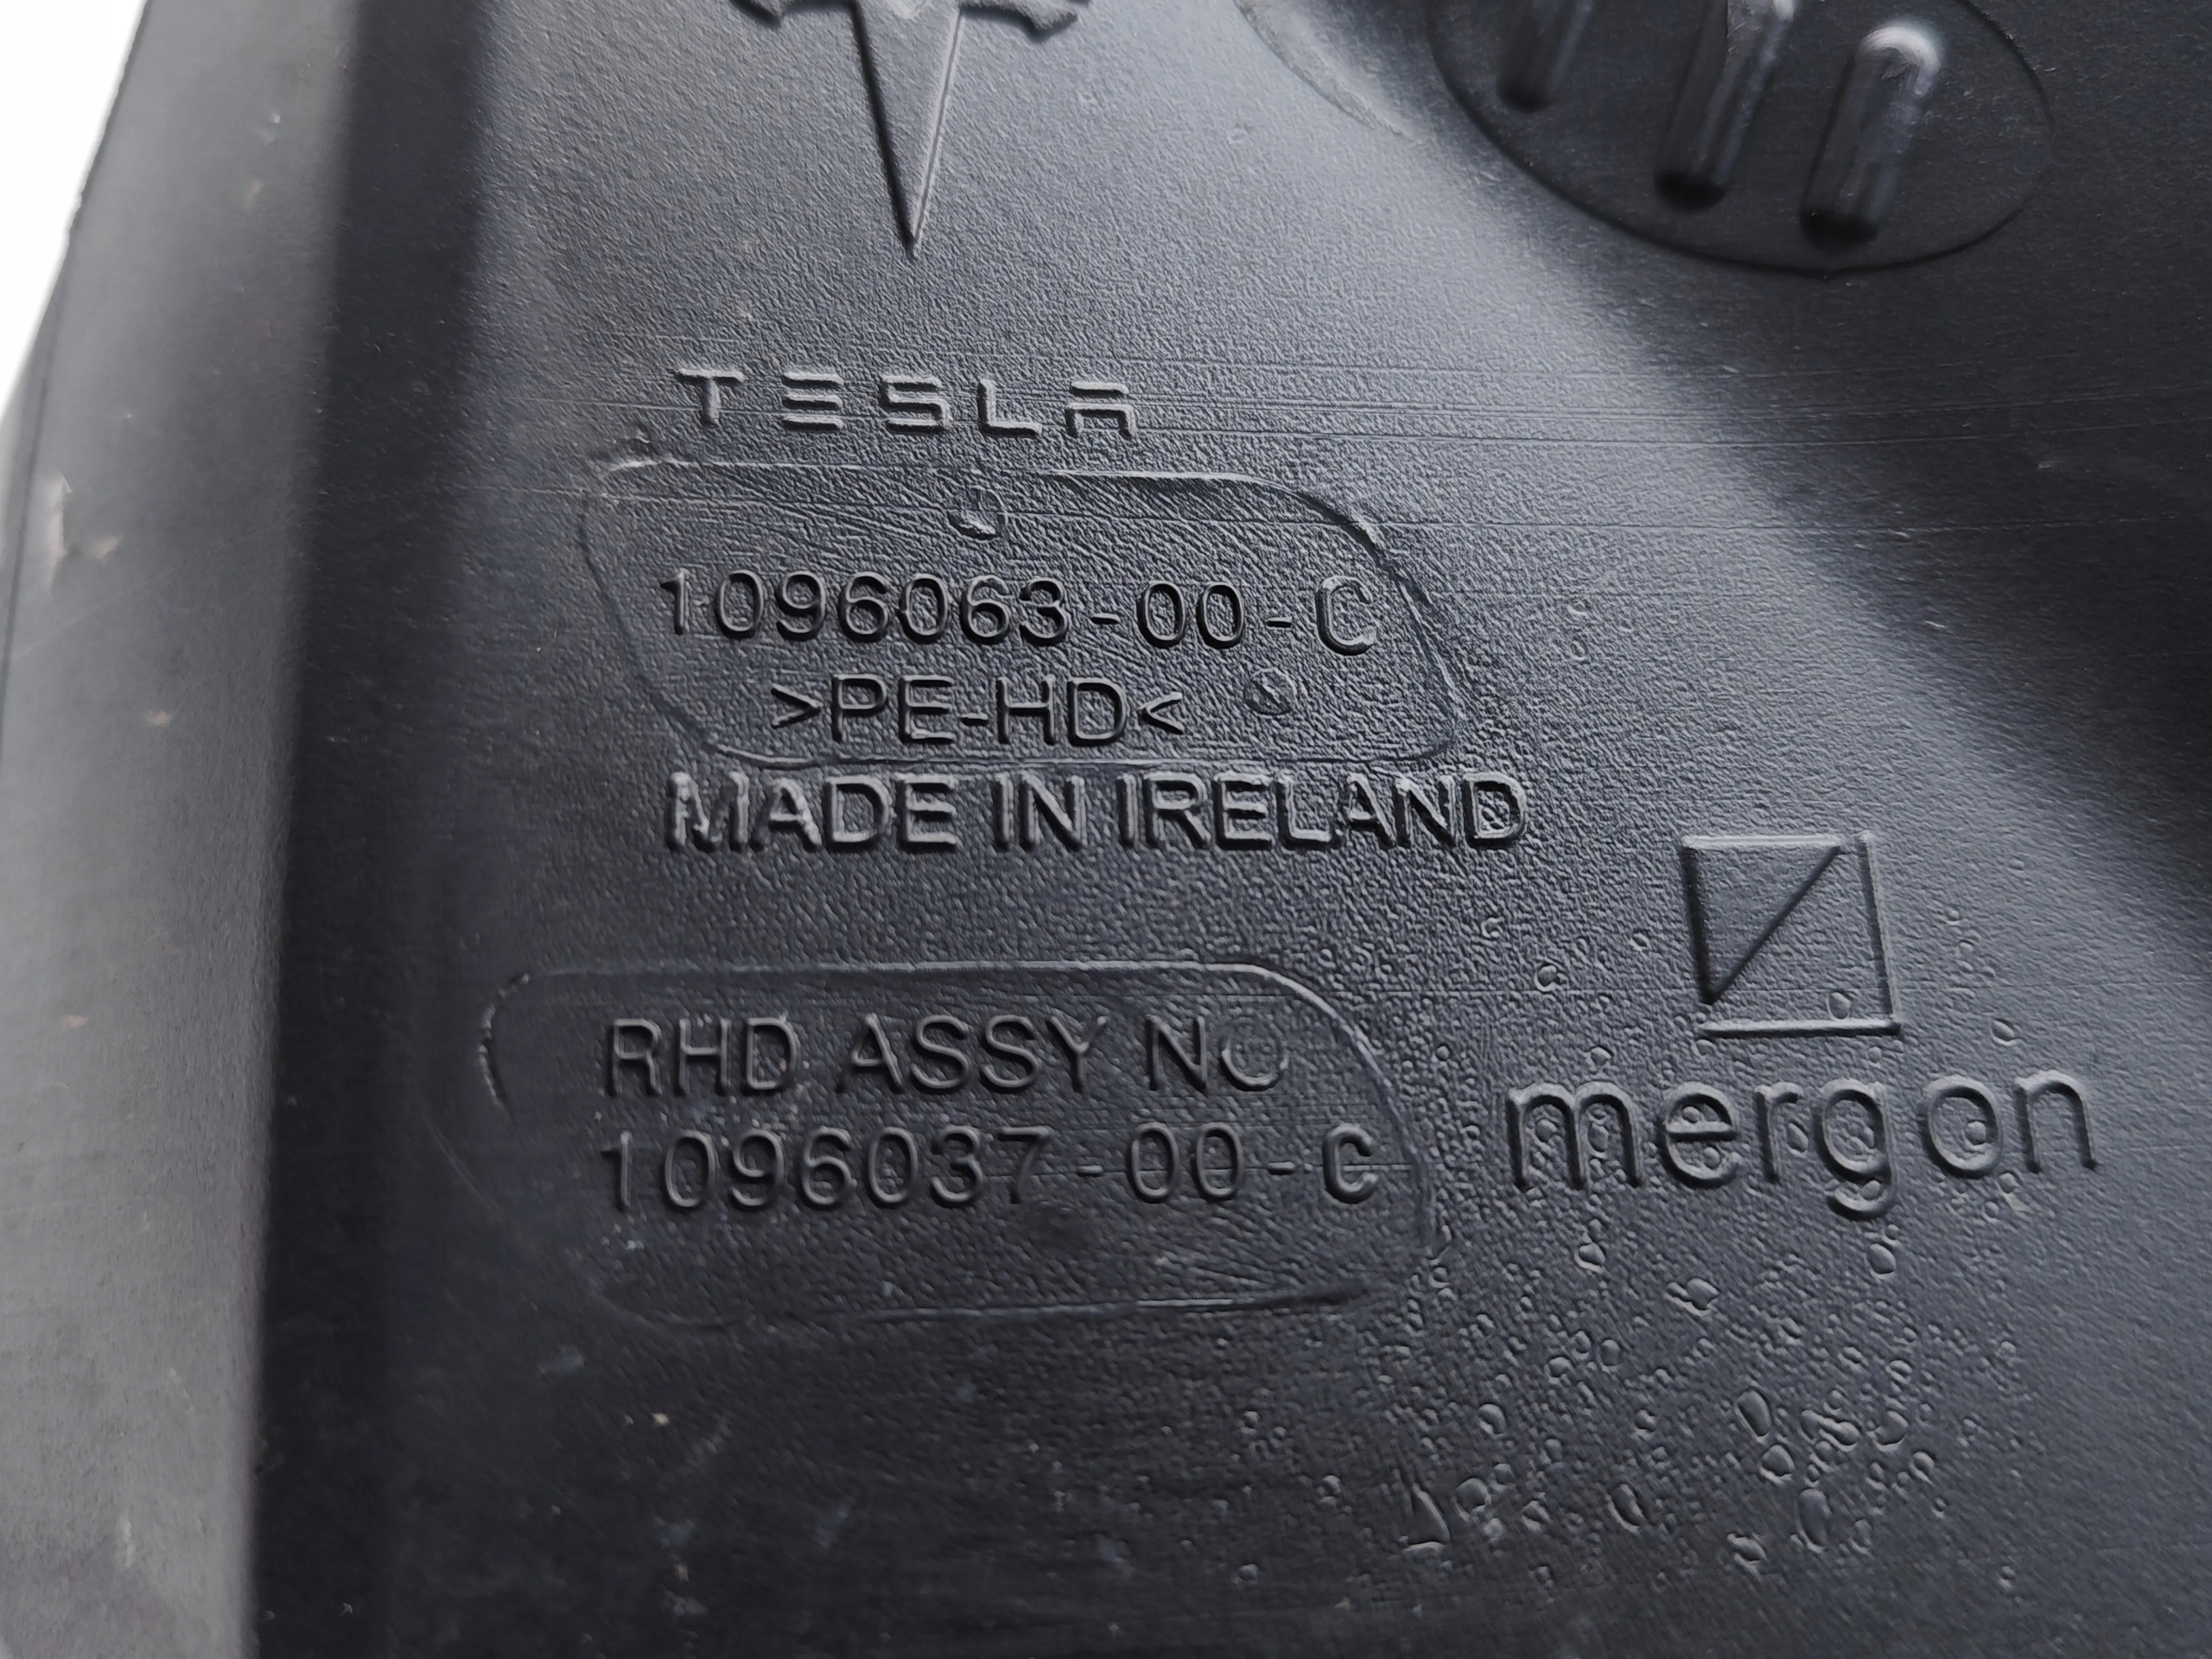 TESLA
1096063-00-C
>PE-HD<
MADE IN IRELAND
RHD ASSY NO
1096037-00-C
mergon